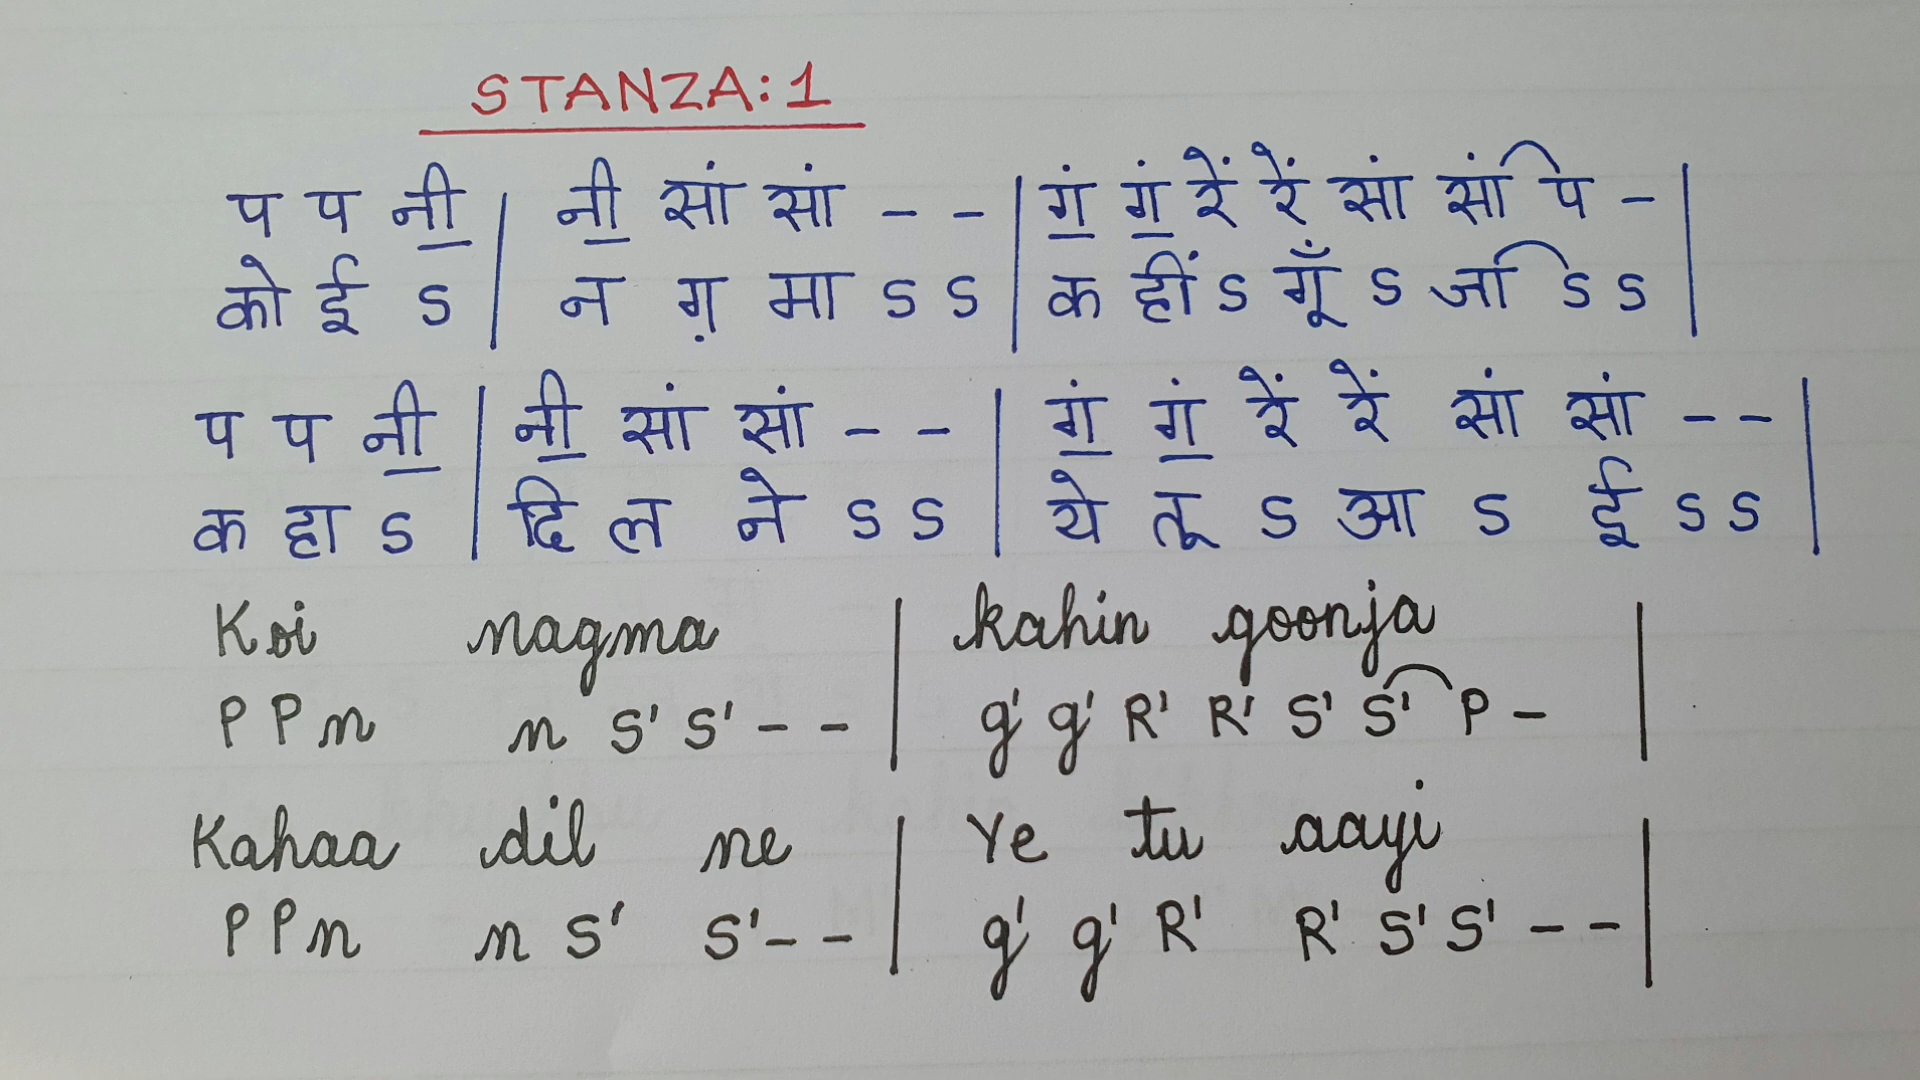 STANZA:1
प प नी॒ | नी॒ सां सां - - | गं॒ गं॒ रें रें सां सां प -|
को ई ऽ | न ग़ मा ऽ ऽ | क हीं ऽ गूँ ऽ जा ऽ ऽ |
प प नी॒ | नी॒ सां सां - - | गं॒ गं॒ रें रें सां सां - - |
क हा ऽ | दि ल ने ऽ ऽ | ये तू ऽ आ ऽ ई ऽ ऽ |
Koi nagma | kahin goonja |
P P n n S' S' - - | g' g' R' R' S' S' P - |
Kahaa dil ne | Ye tu aayi |
P P n n S' S' - - | g' g' R' R' S' S' - - |